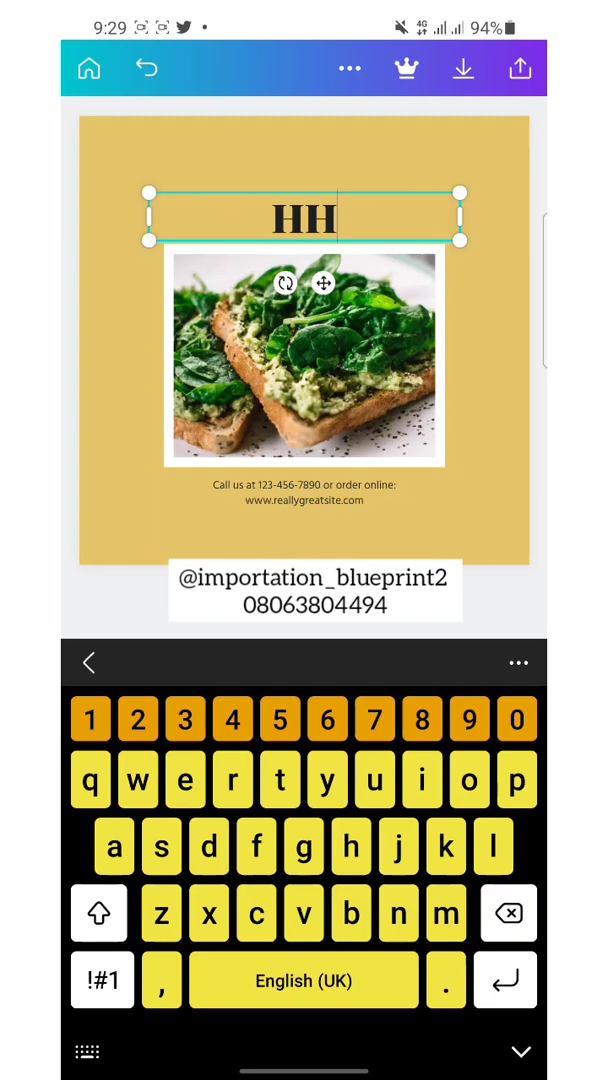 9:29
4G
94%
HH
Call us at 123-456-7890 or order online:
www.reallygreatsite.com
@importation_blueprint2
08063804494
1 2 3 4 5 6 7 8 9 0
q w e r t y u i o p
a s d f g h j k l
z x c v b n m
!#1 , English (UK) .